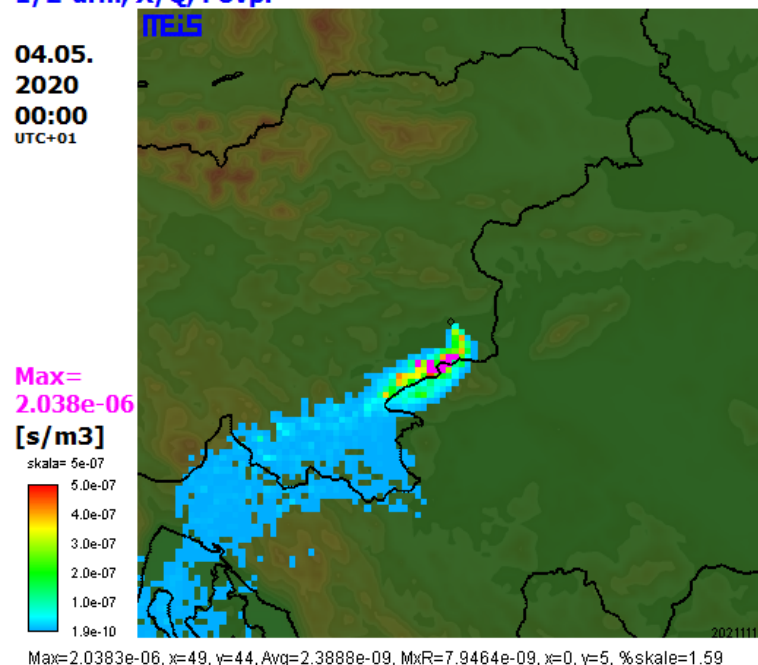 MEIS
04.05.
2020
00:00
UTC+01
Max=
2.038e-06
[s/m3]
skala= 5e-07
5.0e-07
4.0e-07
3.0e-07
2.0e-07
1.0e-07
1.9e-10
2021111
Max=2.0383e-06, x=49, y=44, Avg=2.3888e-09, MxR=7.9464e-09, x=0, y=5, %skale=1.59